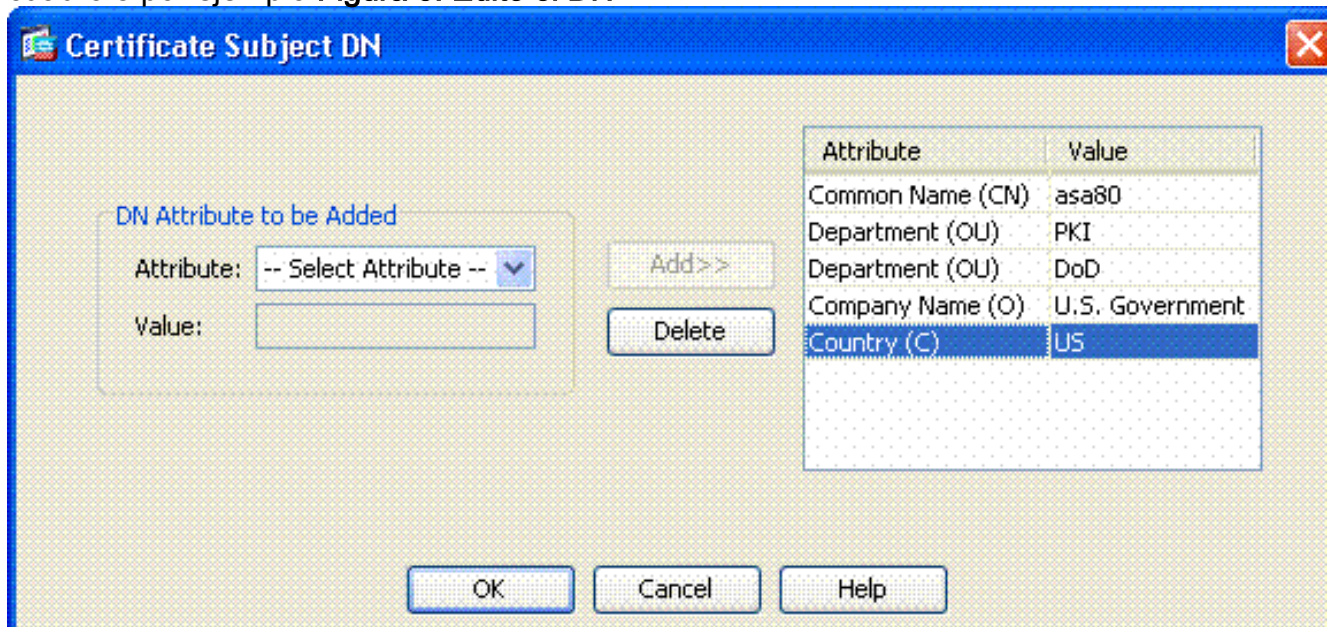 Certificate Subject DN
DN Attribute to be Added
Attribute: -- Select Attribute --
Value:
Add>>
Delete
Attribute Value
Common Name (CN) asa80
Department (OU) PKI
Department (OU) DoD
Company Name (O) U.S. Government
Country (C) US
OK Cancel Help